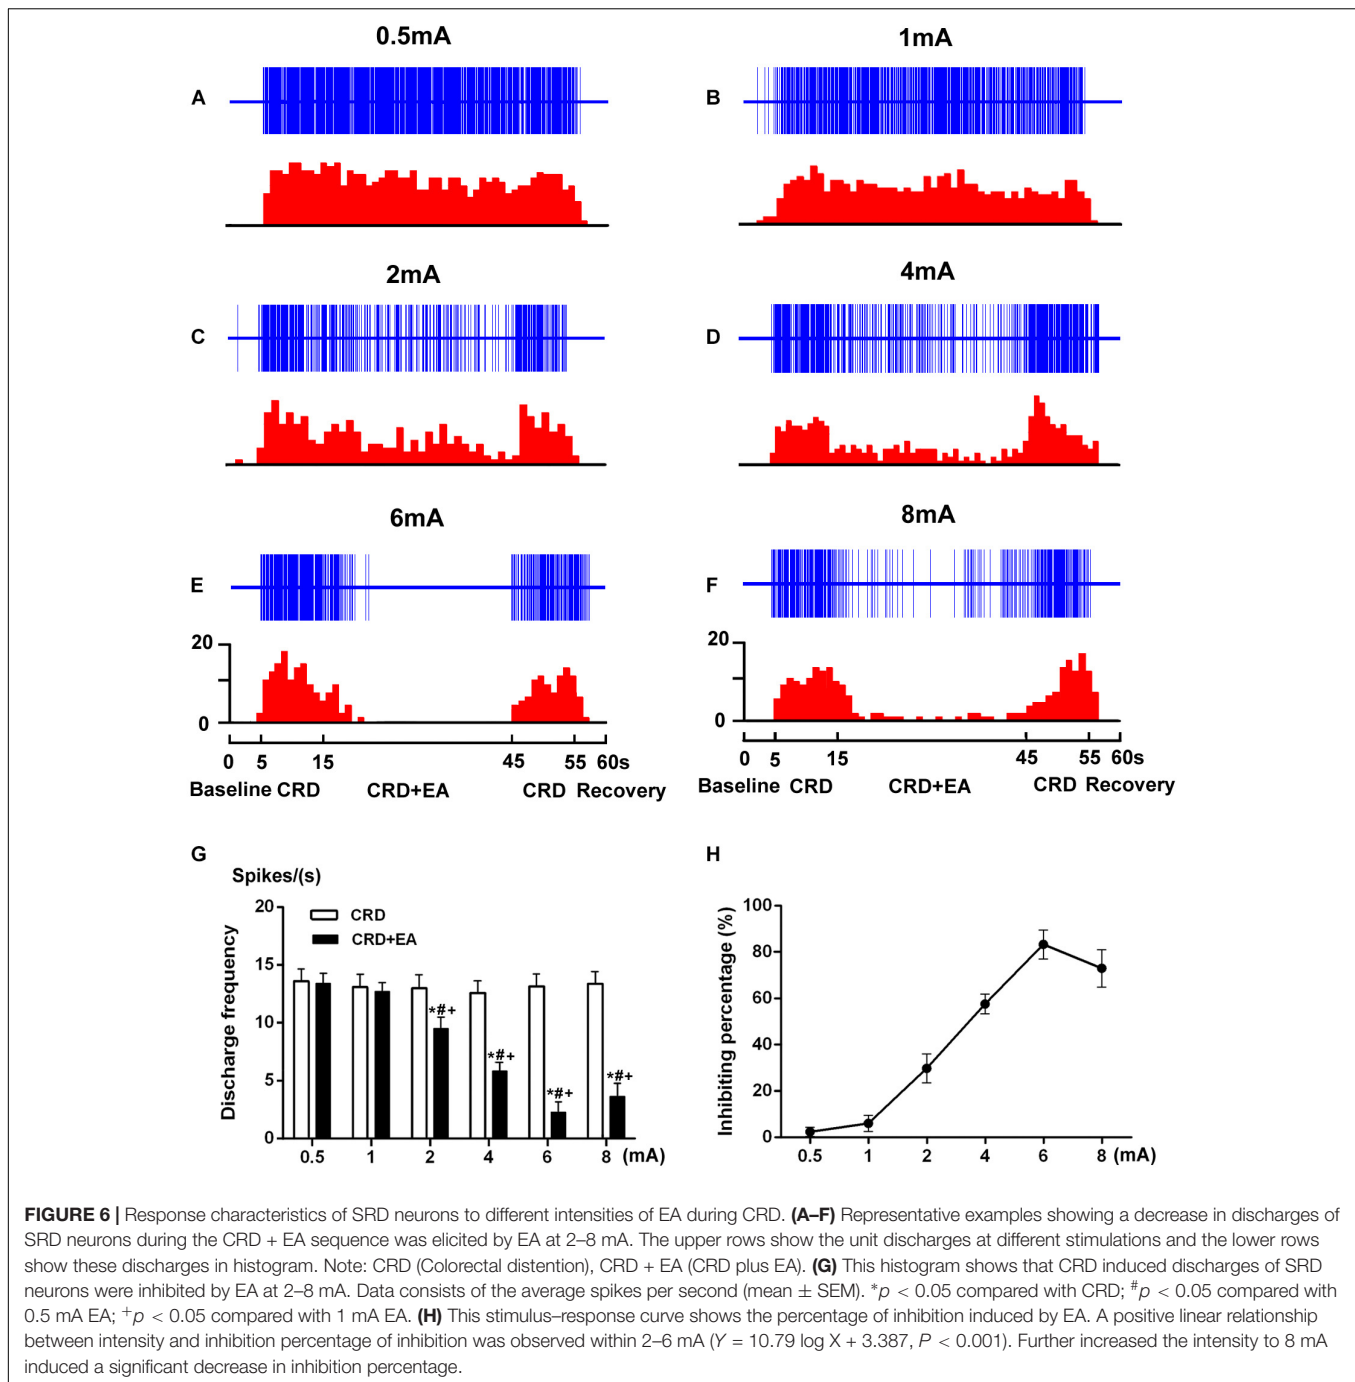 0.5mA
1mA
A
B
2mA
4mA
C
D
6mA
8mA
E
F
20
0
0 5 15 45 55 60s
Baseline CRD CRD+EA CRD Recovery
20
0
0 5 15 45 55 60s
Baseline CRD CRD+EA CRD Recovery
G
Spikes/(s)
Discharge frequency
20
15
10
5
0
CRD
CRD+EA
*#+
*#+
*#+
*#+
0.5 1 2 4 6 8 (mA)
H
Inhibiting percentage (%)
100
80
60
40
20
0
0.5 1 2 4 6 8 (mA)
FIGURE 6 | Response characteristics of SRD neurons to different intensities of EA during CRD. (A–F) Representative examples showing a decrease in discharges of
SRD neurons during the CRD + EA sequence was elicited by EA at 2–8 mA. The upper rows show the unit discharges at different stimulations and the lower rows
show these discharges in histogram. Note: CRD (Colorectal distention), CRD + EA (CRD plus EA). (G) This histogram shows that CRD induced discharges of SRD
neurons were inhibited by EA at 2–8 mA. Data consists of the average spikes per second (mean ± SEM). *p < 0.05 compared with CRD; #p < 0.05 compared with
0.5 mA EA; +p < 0.05 compared with 1 mA EA. (H) This stimulus–response curve shows the percentage of inhibition induced by EA. A positive linear relationship
between intensity and inhibition percentage of inhibition was observed within 2–6 mA (Y = 10.79 log X + 3.387, P < 0.001). Further increased the intensity to 8 mA
induced a significant decrease in inhibition percentage.